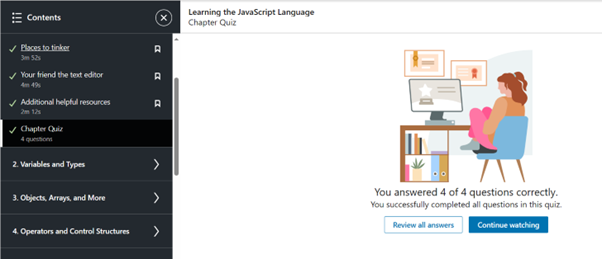 Contents
Places to tinker
3m 52s
Your friend the text editor
4m 49s
Additional helpful resources
2m 12s
Chapter Quiz
4 questions
2. Variables and Types
3. Objects, Arrays, and More
4. Operators and Control Structures
Learning the JavaScript Language
Chapter Quiz
You answered 4 of 4 questions correctly.
You successfully completed all questions in this quiz.
Review all answers
Continue watching